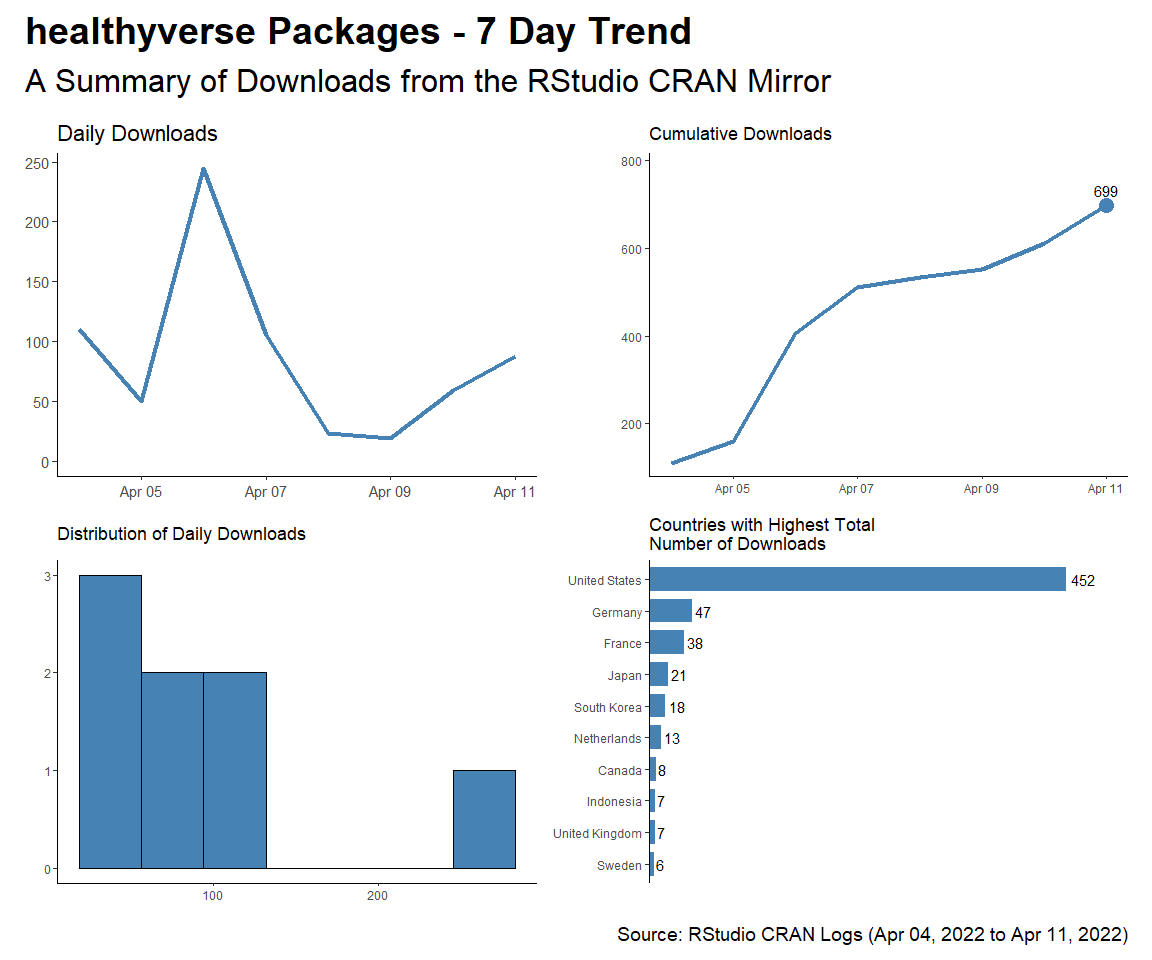 healthyverse Packages - 7 Day Trend
A Summary of Downloads from the RStudio CRAN Mirror
Daily Downloads
250
200
150
100
50
0
Apr 05 Apr 07 Apr 09 Apr 11
Cumulative Downloads
800
600
400
200
699
Apr 05 Apr 07 Apr 09 Apr 11
Distribution of Daily Downloads
3
2
1
0
100 200
Countries with Highest Total
Number of Downloads
United States 452
Germany 47
France 38
Japan 21
South Korea 18
Netherlands 13
Canada 8
Indonesia 7
United Kingdom 7
Sweden 6
Source: RStudio CRAN Logs (Apr 04, 2022 to Apr 11, 2022)